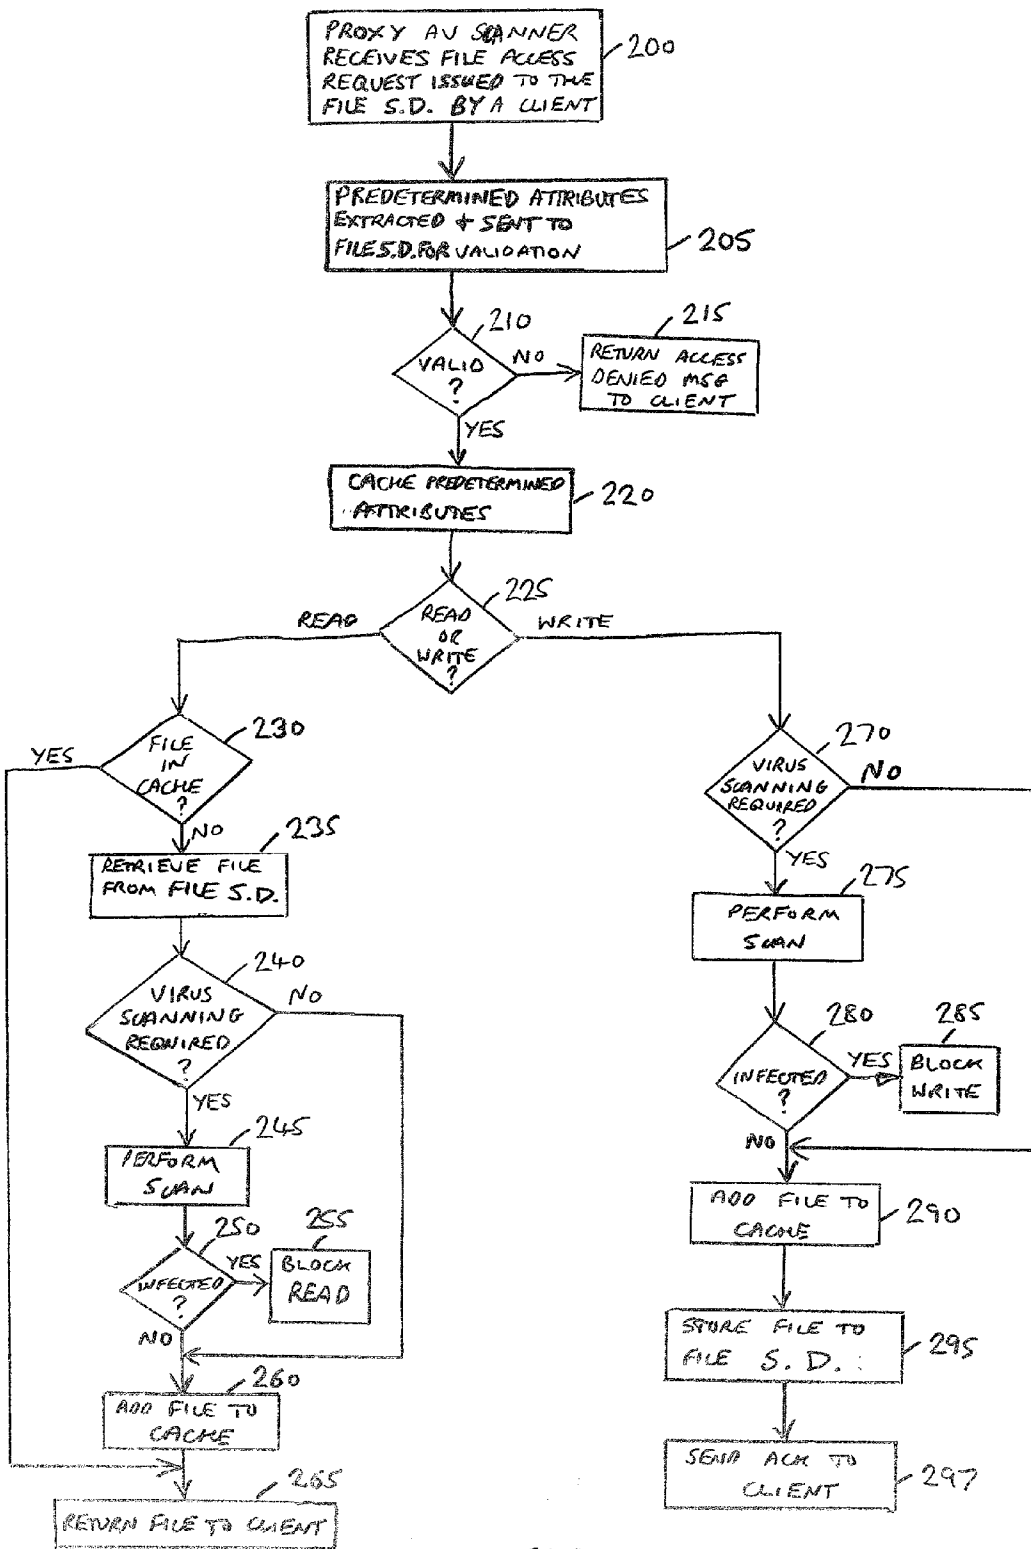 PROXY AV SCANNER
RECEIVES FILE ACCESS
REQUEST ISSUED TO THE
FILE S.D. BY A CLIENT
200
PREDETERMINED ATTRIBUTES
EXTRACTED + SENT TO
FILE S.D. FOR VALIDATION
205
210
VALID
?
NO
215
RETURN ACCESS
DENIED MSG
TO CLIENT
YES
CACHE PREDETERMINED
ATTRIBUTES
220
225
READ
OR
WRITE
?
READ
WRITE
230
FILE
IN
CACHE
?
YES
NO
235
RETRIEVE FILE
FROM FILE S.D.
240
VIRUS
SCANNING
REQUIRED
?
NO
YES
245
PERFORM
SCAN
250
INFECTED
?
YES
255
BLOCK
READ
NO
260
ADD FILE TO
CACHE
265
RETURN FILE TO CLIENT
270
VIRUS
SCANNING
REQUIRED
?
NO
YES
275
PERFORM
SCAN
280
INFECTED
?
YES
285
BLOCK
WRITE
NO
ADD FILE TO
CACHE
290
STORE FILE TO
FILE S.D.
295
SEND ACK TO
CLIENT
297